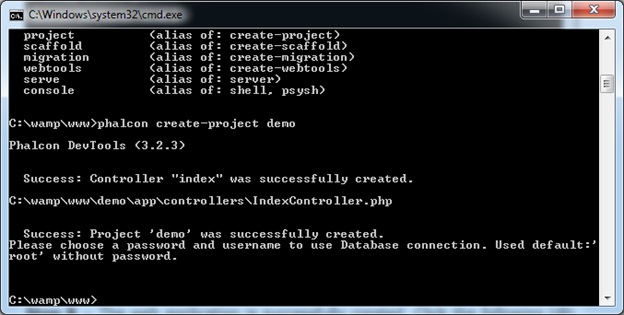 C:\Windows\system32\cmd.exe
project (alias of: create-project)
scaffold (alias of: create-scaffold)
migration (alias of: create-migration)
webtools (alias of: create-webtools)
serve (alias of: server)
console (alias of: shell, psysh)
C:\wamp\www>phalcon create-project demo
Phalcon DevTools (3.2.3)
Success: Controller "index" was successfully created.
C:\wamp\www\demo\app\controllers\IndexController.php
Success: Project 'demo' was successfully created.
Please choose a password and username to use Database connection. Used default:'
root' without password.
C:\wamp\www>